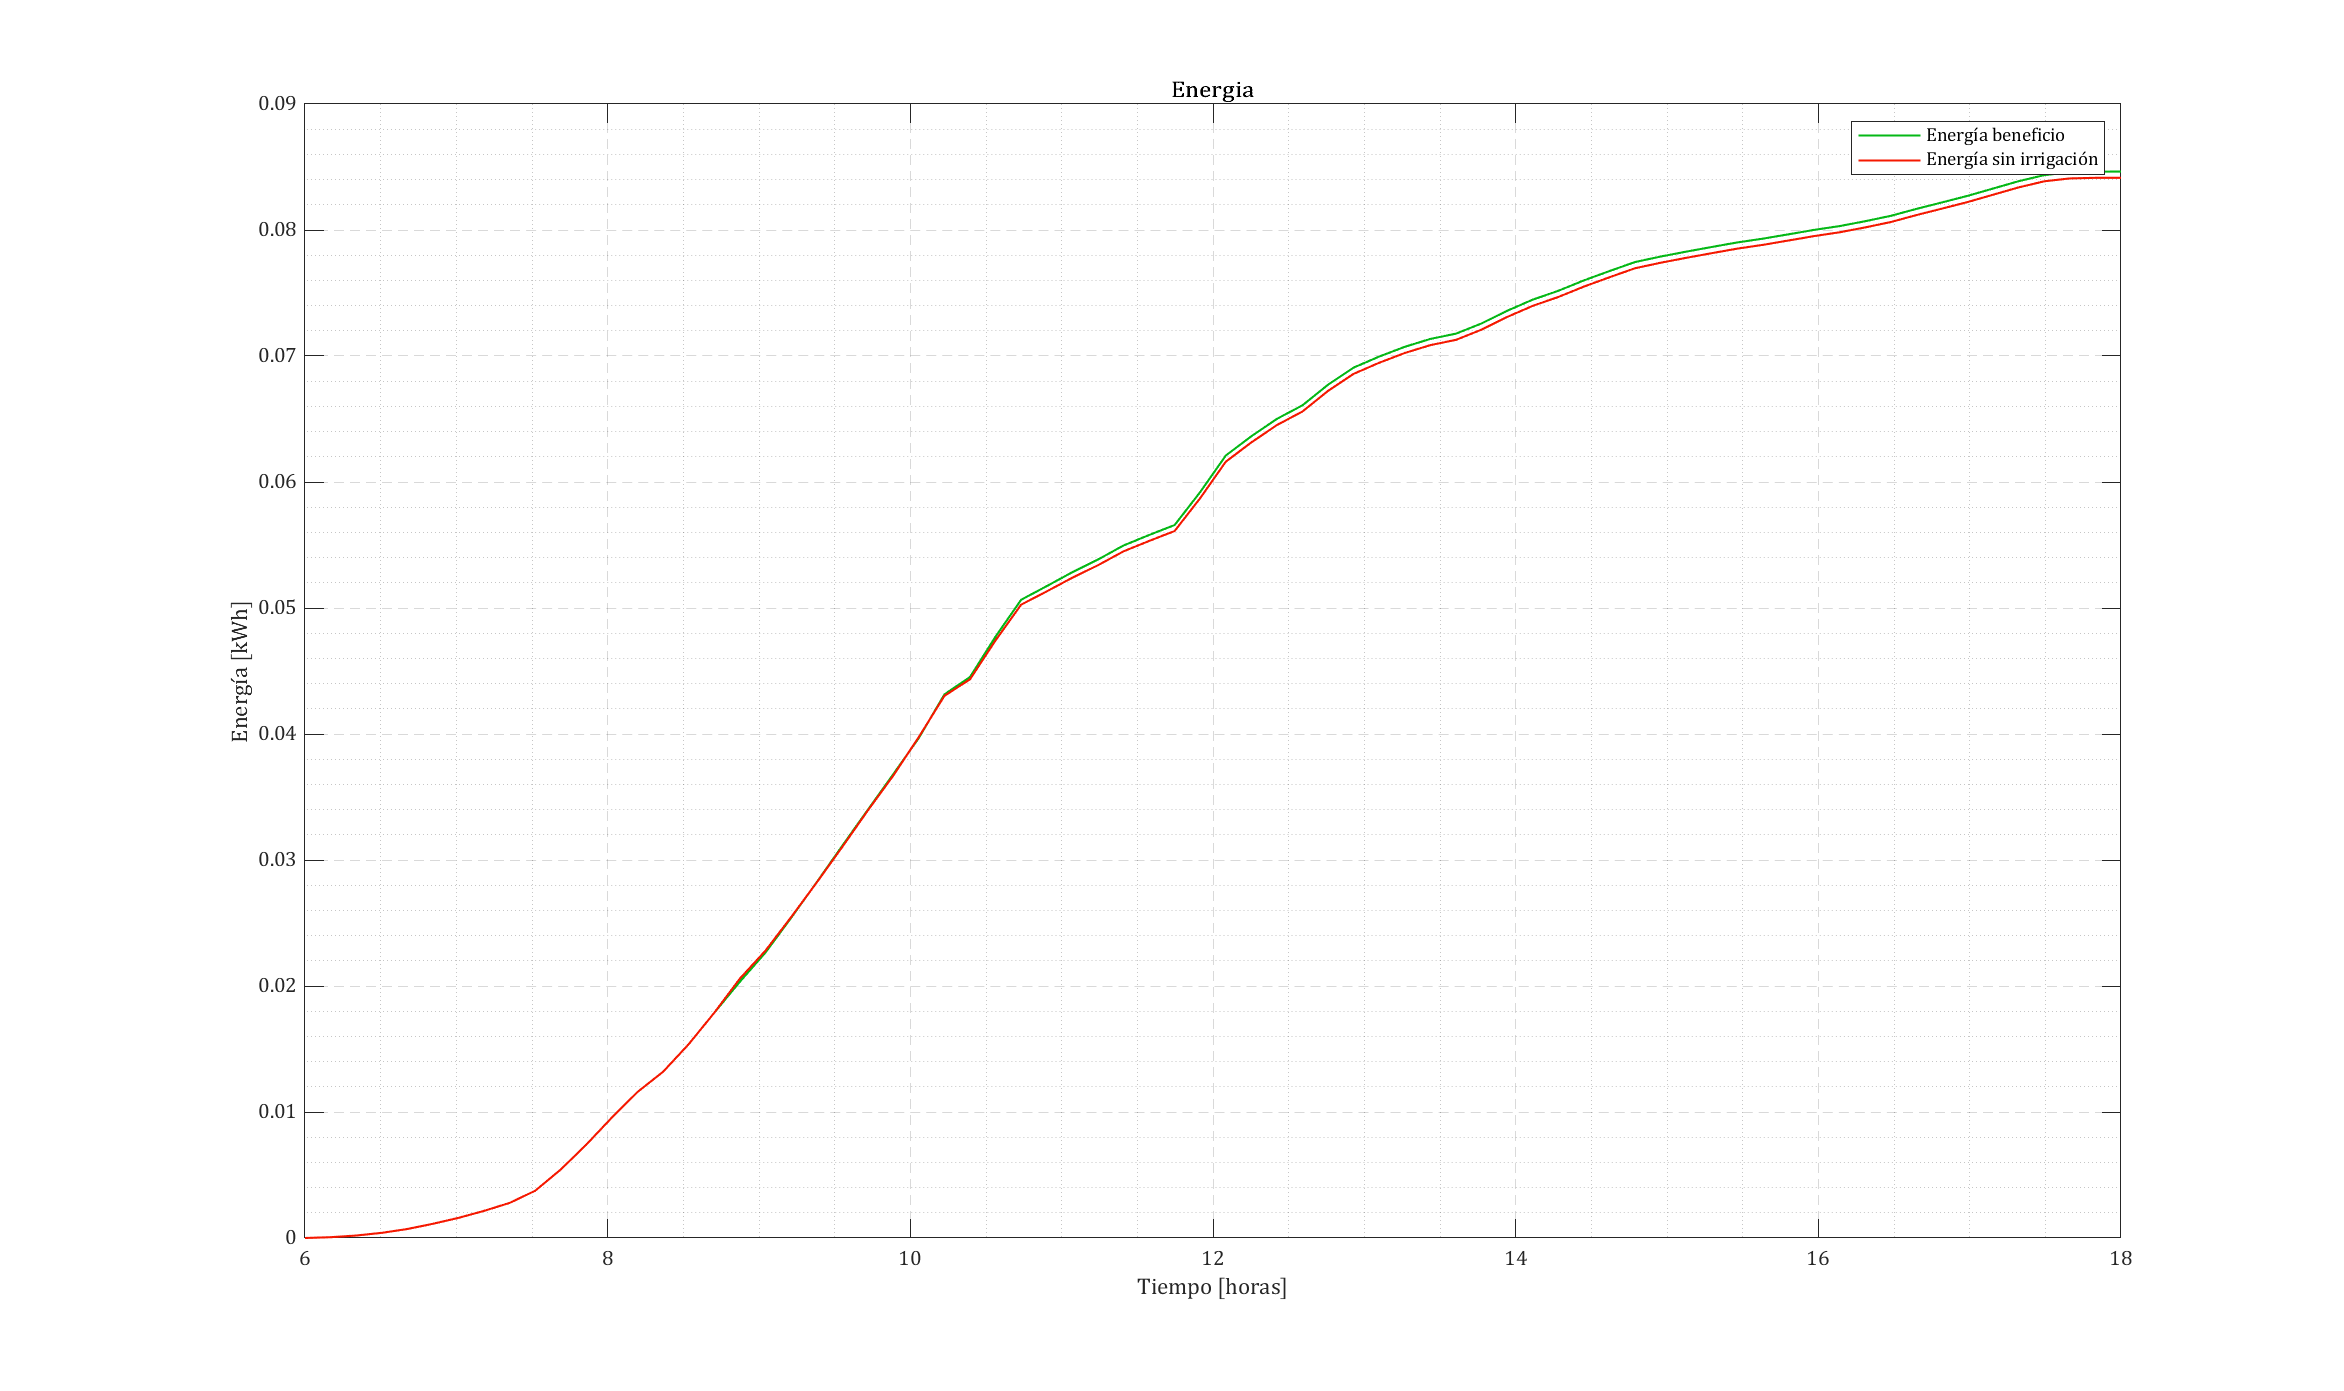 Energia
Energía beneficio
Energía sin irrigación
0.09
0.08
0.07
0.06
0.05
0.04
0.03
0.02
0.01
0
Energía [kWh]
6 8 10 12 14 16 18
Tiempo [horas]